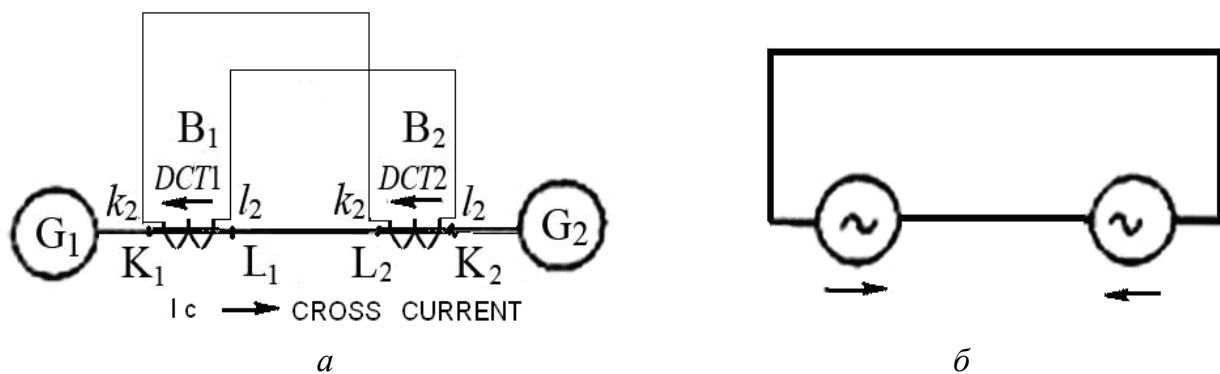 B₁ B₂
DCT1 DCT2
k₂ l₂ k₂ l₂
G₁ G₂
K₁ L₁ L₂ K₂
Ic CROSS CURRENT
а б